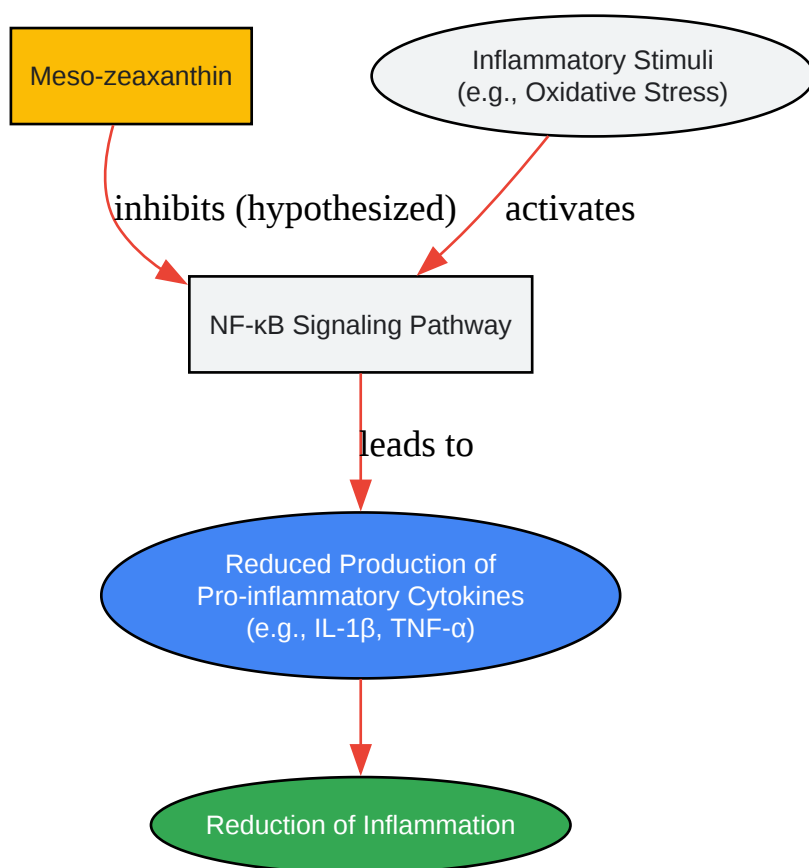 Meso-zeaxanthin
Inflammatory Stimuli
(e.g., Oxidative Stress)
inhibits (hypothesized)
activates
NF-κB Signaling Pathway
leads to
Reduced Production of
Pro-inflammatory Cytokines
(e.g., IL-1β, TNF-α)
Reduction of Inflammation